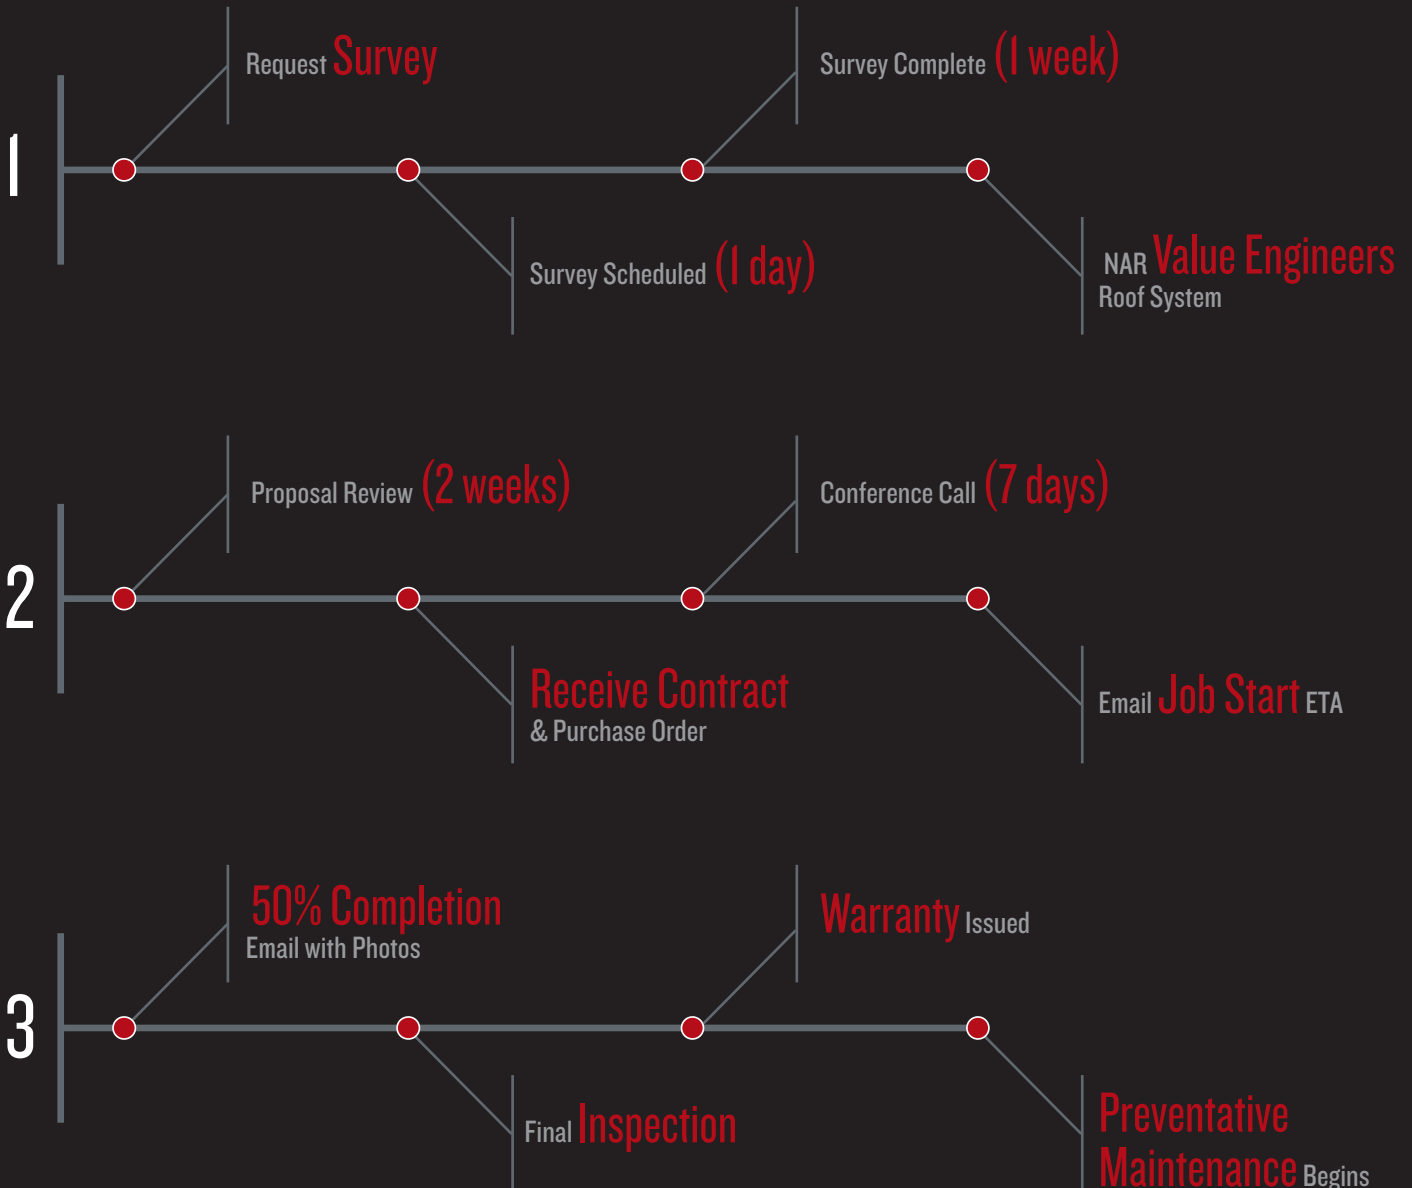 1
Request Survey
Survey Scheduled (1 day)
Survey Complete (1 week)
NAR Value Engineers
Roof System
2
Proposal Review (2 weeks)
Receive Contract
& Purchase Order
Conference Call (7 days)
Email Job Start ETA
3
50% Completion
Email with Photos
Final Inspection
Warranty Issued
Preventative
Maintenance Begins